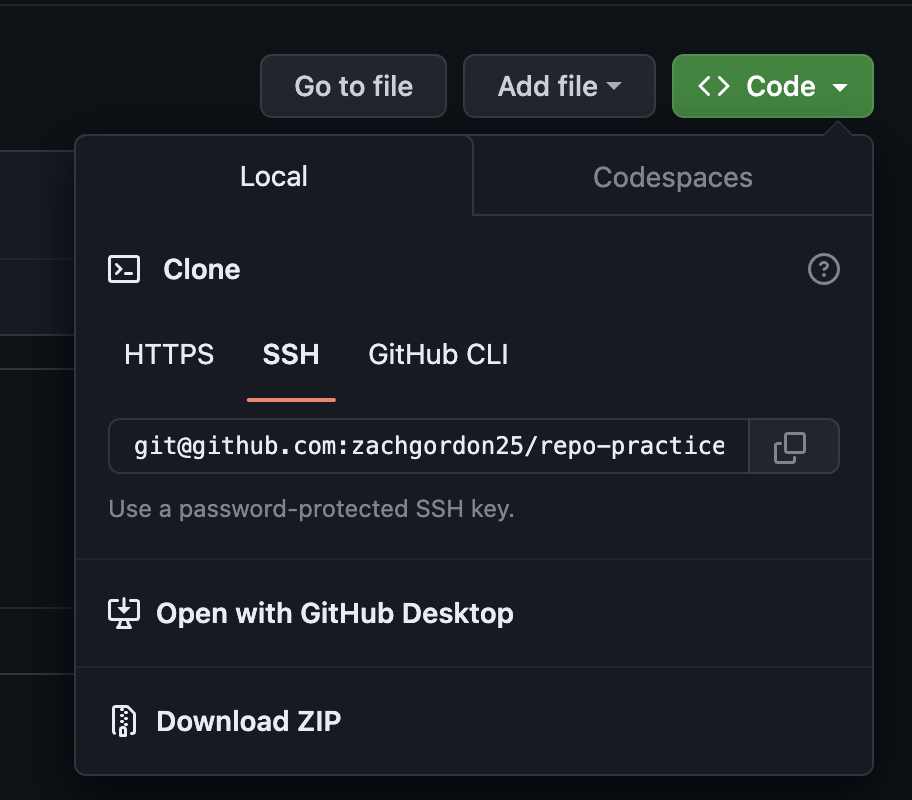 Go to file
Add file
Code
Local
Codespaces
Clone
HTTPS
SSH
GitHub CLI
git@github.com:zachgordon25/repo-practice
Use a password-protected SSH key.
Open with GitHub Desktop
Download ZIP